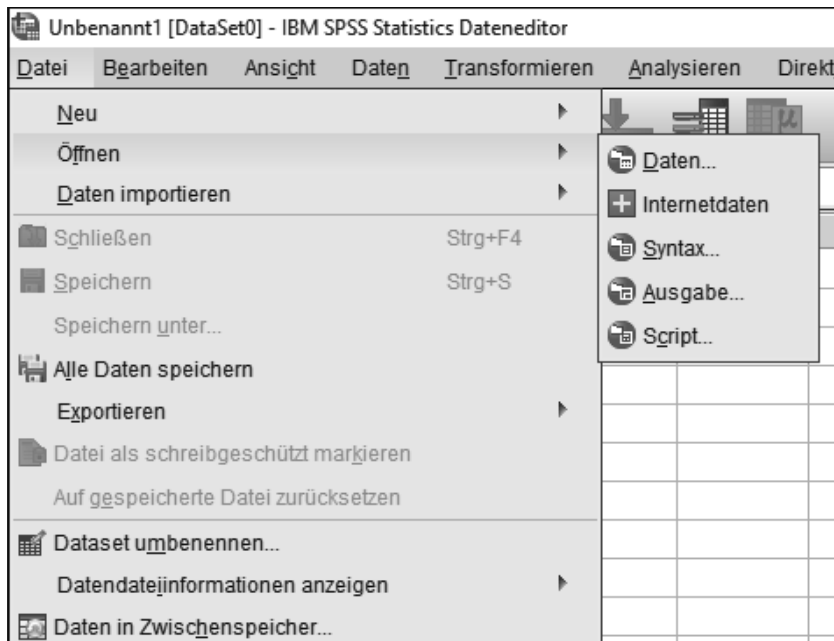 Unbenannt1 [DataSet0] - IBM SPSS Statistics Dateneditor
Datei Bearbeiten Ansicht Daten Transformieren Analysieren Direkt
Neu
Öffnen
Daten importieren
Schließen Strg+F4
Speichern Strg+S
Speichern unter...
Alle Daten speichern
Exportieren
Datei als schreibgeschützt markieren
Auf gespeicherte Datei zurücksetzen
Dataset umbenennen...
Datendateiinformationen anzeigen
Daten in Zwischenspeicher...
Daten...
Internetdaten
Syntax...
Ausgabe...
Script...